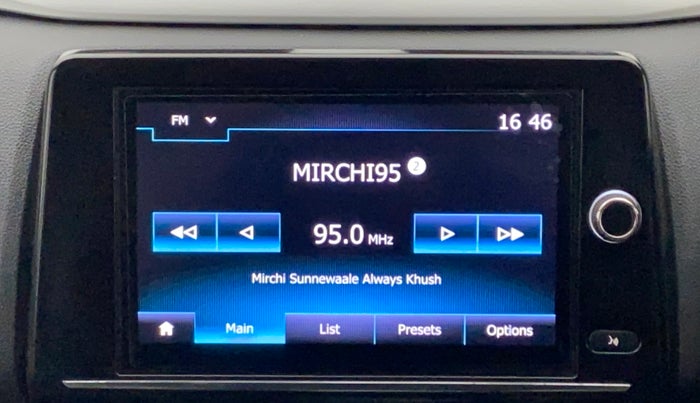 FM
16 46
MIRCHI95 2
95.0 MHz
Mirchi Sunnewaale Always Khush
Main List Presets Options